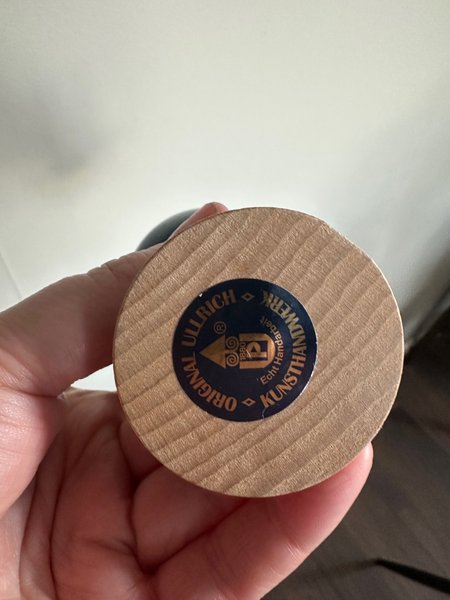 ORIGINAL ULLRICH
KUNSTHANDWERK
®
Echt Handarbeit